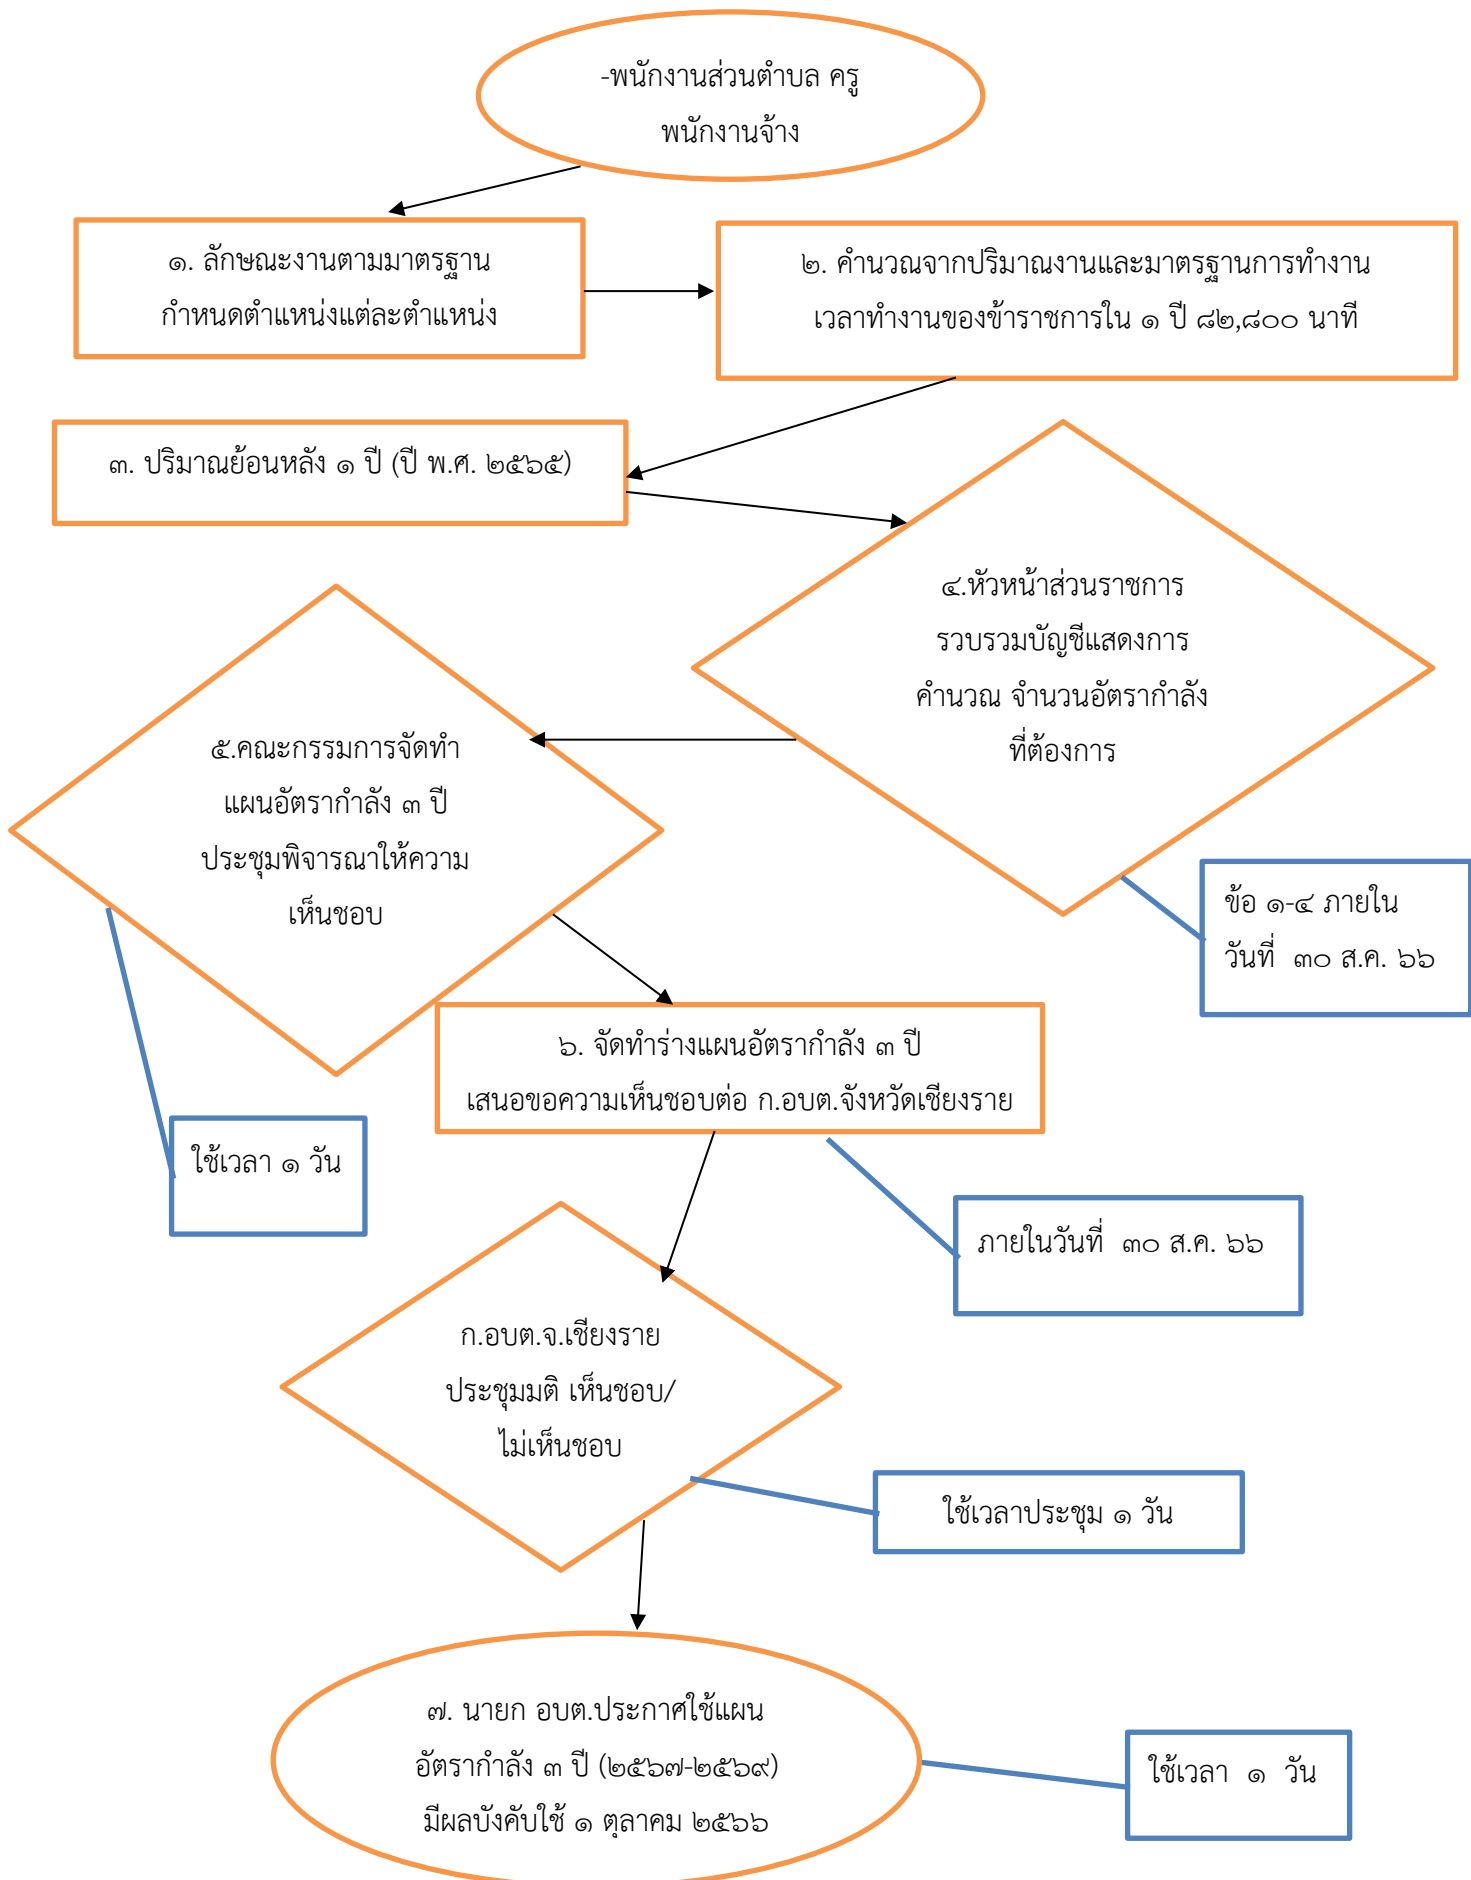 -พนักงานส่วนตำบล ครู
พนักงานจ้าง
๑. ลักษณะงานตามมาตรฐาน
กำหนดตำแหน่งแต่ละตำแหน่ง
๒. คำนวณจากปริมาณงานและมาตรฐานการทำงาน
เวลาทำงานของข้าราชการใน ๑ ปี ๘๒,๘๐๐ นาที
๓. ปริมาณย้อนหลัง ๑ ปี (ปี พ.ศ. ๒๕๖๕)
๔.หัวหน้าส่วนราชการ
รวบรวมบัญชีแสดงการ
คำนวณ จำนวนอัตรากำลัง
ที่ต้องการ
ข้อ ๑-๔ ภายใน
วันที่ ๓๐ ส.ค. ๖๖
๕.คณะกรรมการจัดทำ
แผนอัตรากำลัง ๓ ปี
ประชุมพิจารณาให้ความ
เห็นชอบ
ใช้เวลา ๑ วัน
๖. จัดทำร่างแผนอัตรากำลัง ๓ ปี
เสนอขอความเห็นชอบต่อ ก.อบต.จังหวัดเชียงราย
ภายในวันที่ ๓๐ ส.ค. ๖๖
ก.อบต.จ.เชียงราย
ประชุมมติ เห็นชอบ/
ไม่เห็นชอบ
ใช้เวลาประชุม ๑ วัน
๗. นายก อบต.ประกาศใช้แผน
อัตรากำลัง ๓ ปี (๒๕๖๗-๒๕๖๙)
มีผลบังคับใช้ ๑ ตุลาคม ๒๕๖๖
ใช้เวลา ๑ วัน